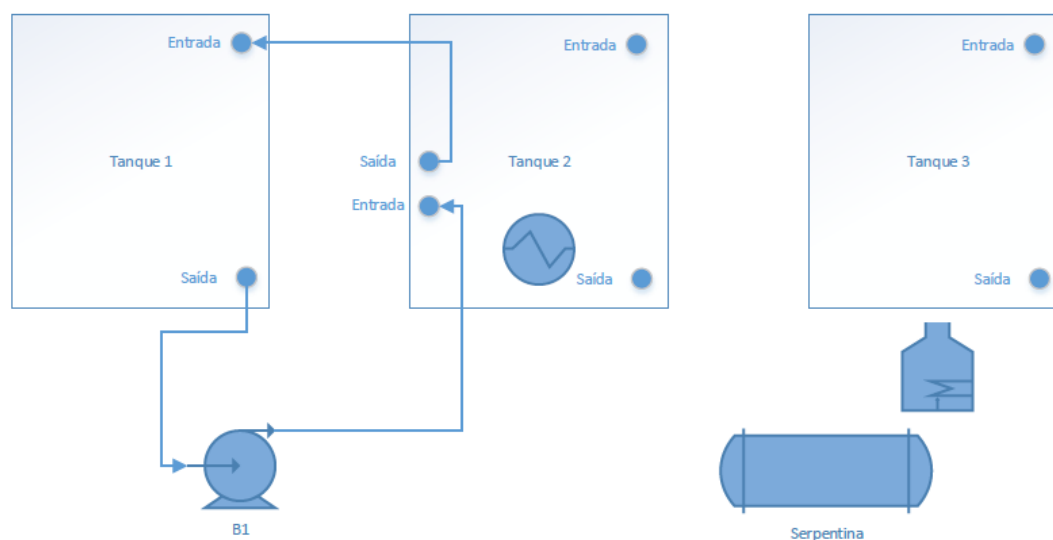 Entrada
Entrada
Entrada
Tanque 1
Saída
Tanque 2
Tanque 3
Entrada
Saída
Saída
Saída
B1
Serpentina